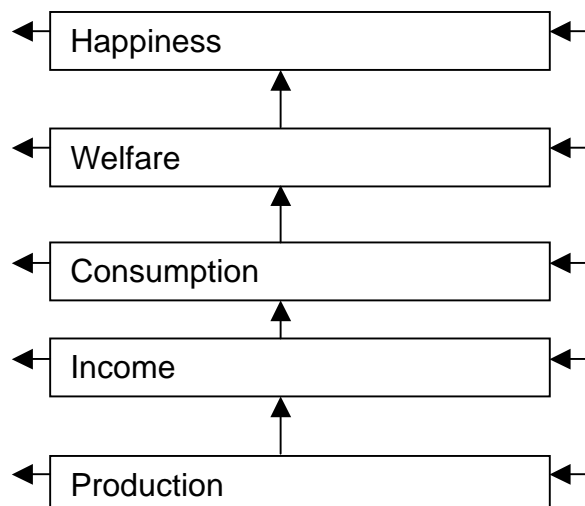 Happiness
Welfare
Consumption
Income
Production